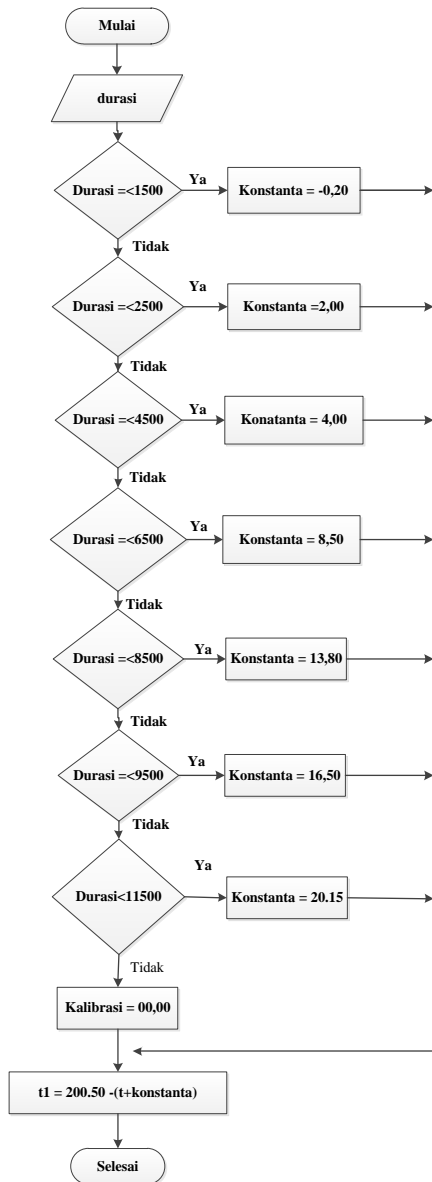 Mulai
durasi
Durasi =<1500
Ya
Konstanta = -0,20
Tidak
Durasi =<2500
Ya
Konstanta =2,00
Tidak
Durasi =<4500
Ya
Konatanta = 4,00
Tidak
Durasi =<6500
Ya
Konstanta = 8,50
Tidak
Durasi =<8500
Ya
Konstanta = 13,80
Tidak
Durasi =<9500
Ya
Konstanta = 16,50
Tidak
Durasi<11500
Ya
Konstanta = 20.15
Tidak
Kalibrasi = 00,00
t1 = 200.50 -(t+konstanta)
Selesai